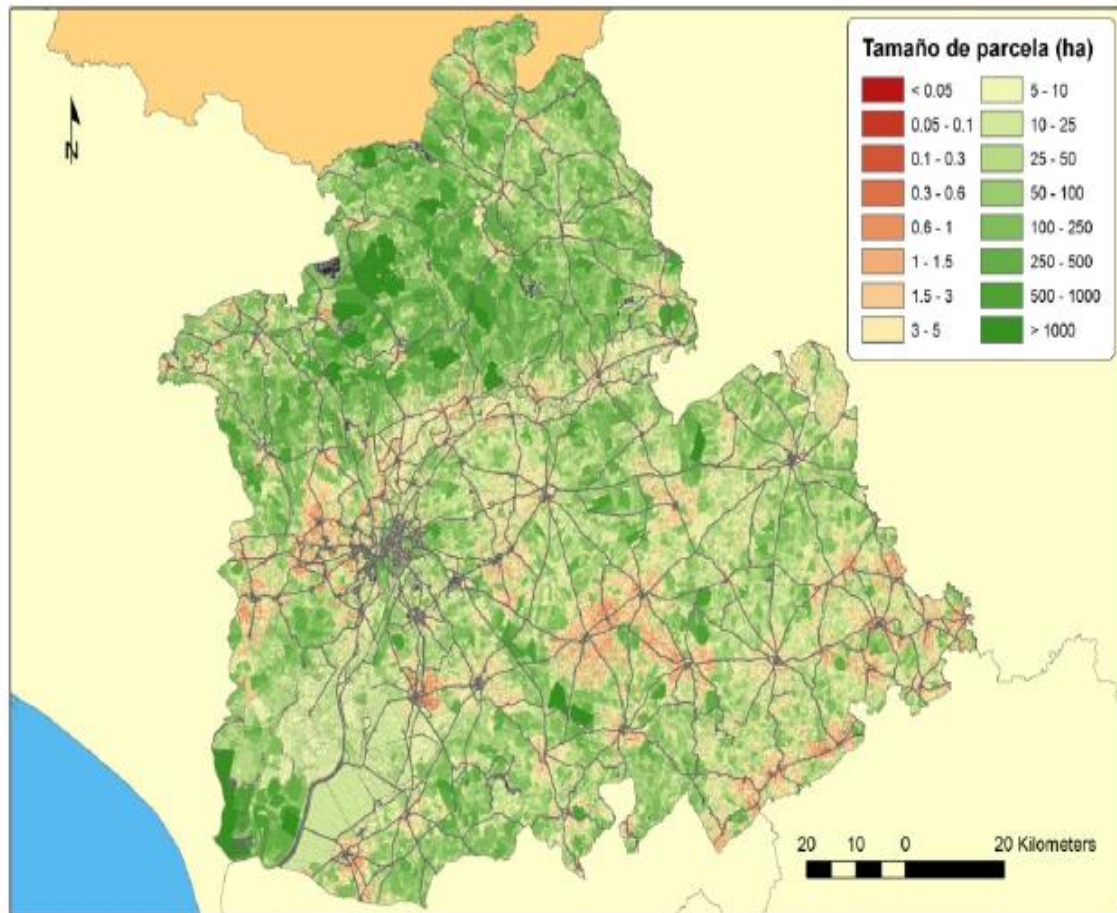 Tamaño de parcela (ha)
< 0.05
0.05 - 0.1
0.1 - 0.3
0.3 - 0.6
0.6 - 1
1 - 1.5
1.5 - 3
3 - 5
5 - 10
10 - 25
25 - 50
50 - 100
100 - 250
250 - 500
500 - 1000
> 1000
N
20 10 0 20 Kilometers